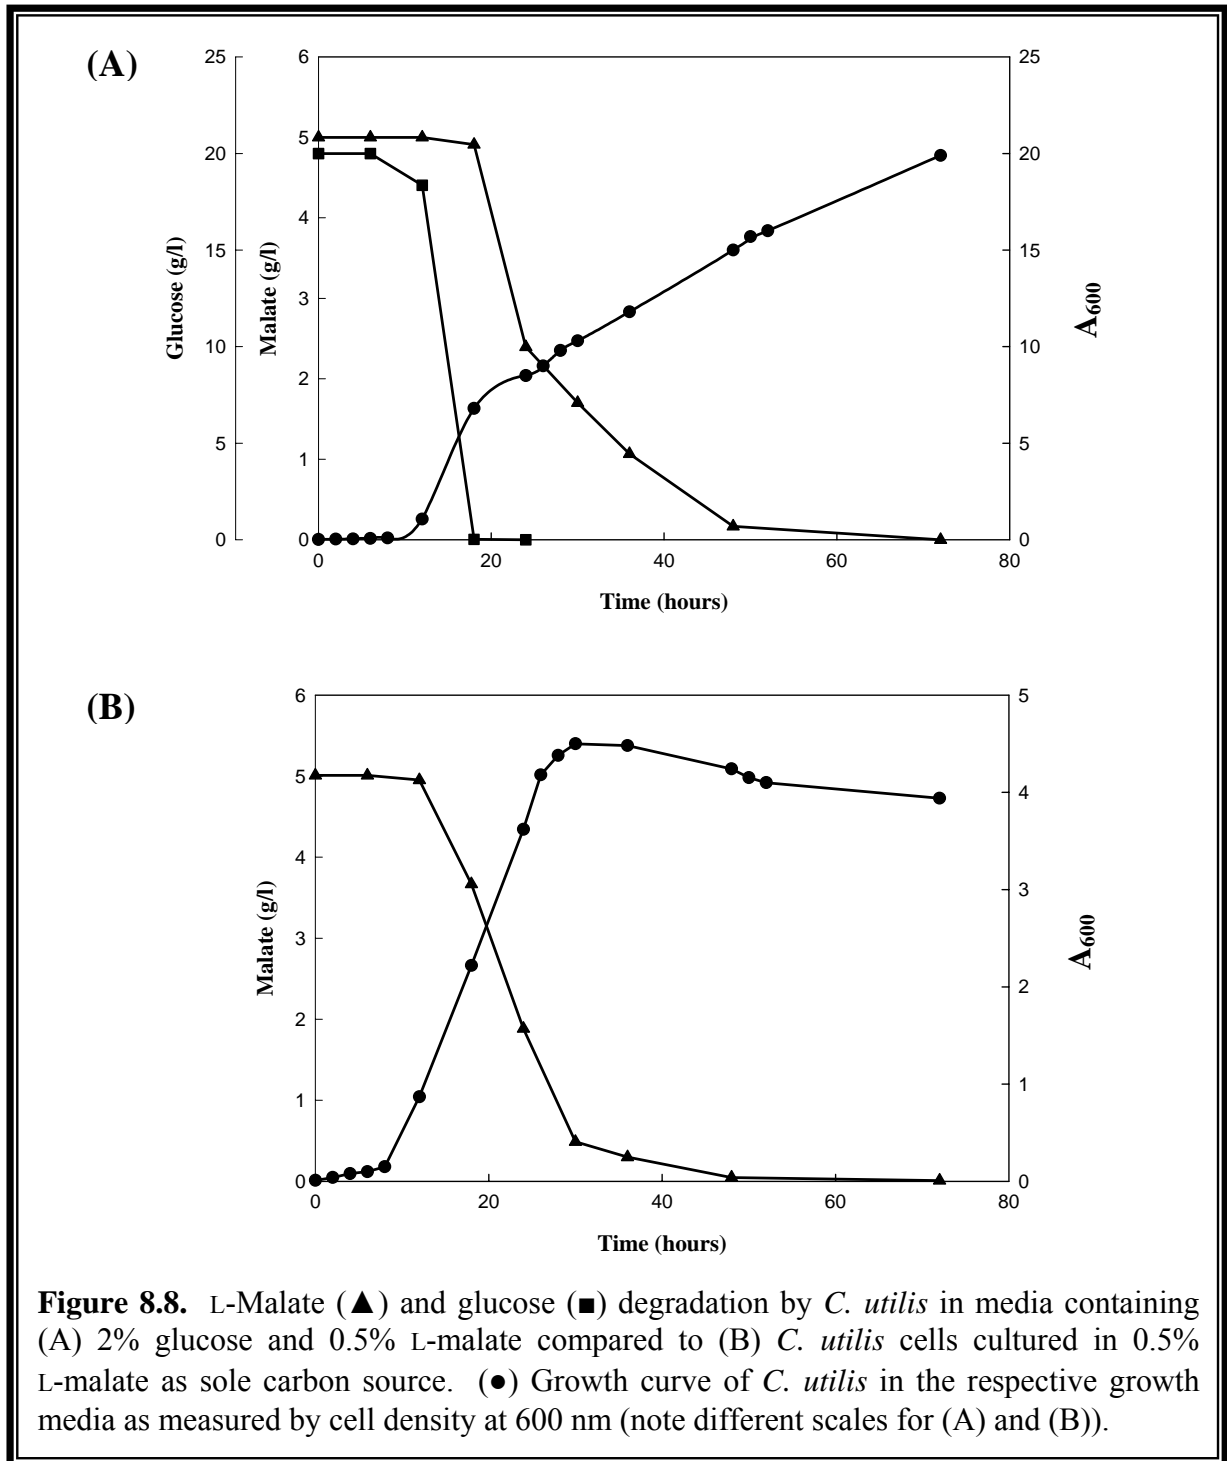 (A)
25
20
15
10
5
0
Glucose (g/l)
6
5
4
3
2
1
0
Malate (g/l)
25
20
15
10
5
0
A600
0 20 40 60 80
Time (hours)
(B)
6
5
4
3
2
1
0
Malate (g/l)
5
4
3
2
1
0
A600
0 20 40 60 80
Time (hours)
Figure 8.8. L-Malate (▲) and glucose (■) degradation by C. utilis in media containing
(A) 2% glucose and 0.5% L-malate compared to (B) C. utilis cells cultured in 0.5%
L-malate as sole carbon source. (●) Growth curve of C. utilis in the respective growth
media as measured by cell density at 600 nm (note different scales for (A) and (B)).